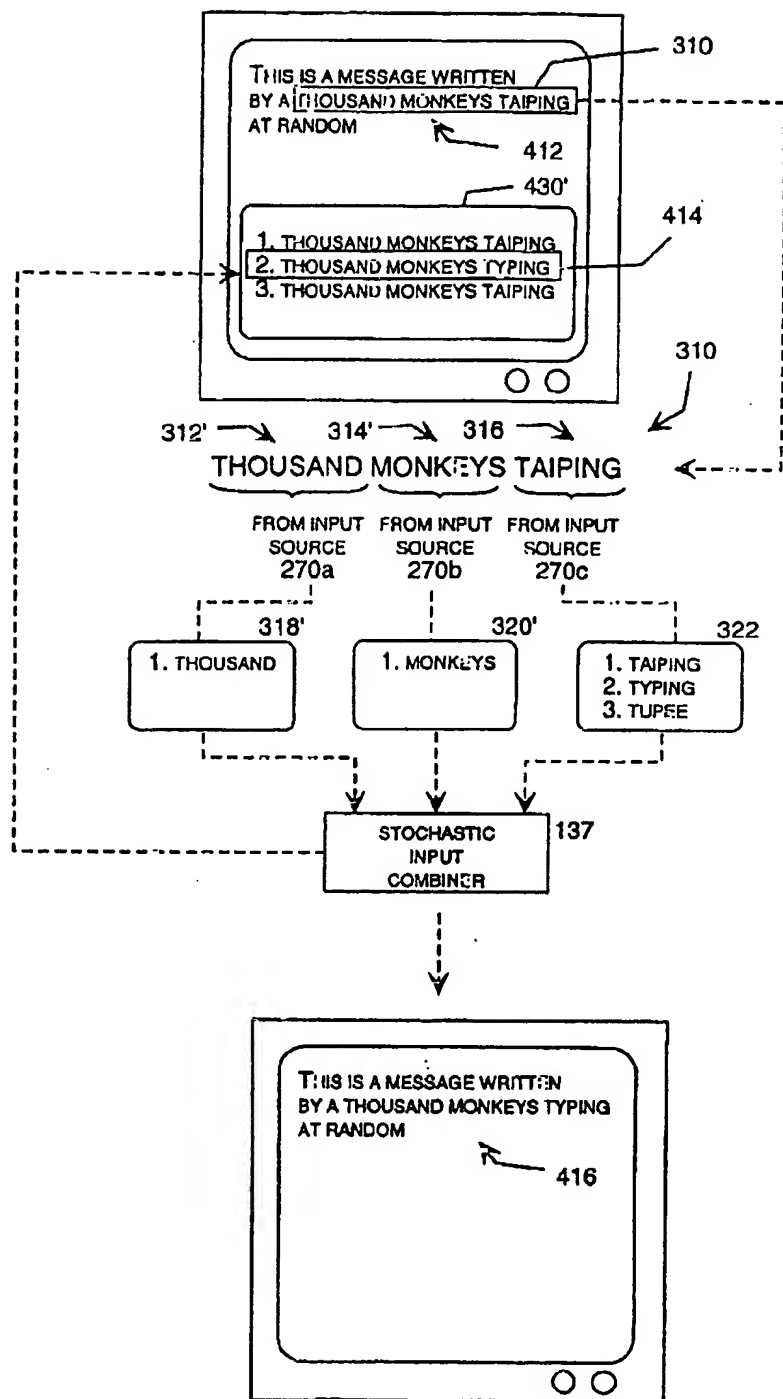 310
THIS IS A MESSAGE WRITTEN
BY A THOUSAND MONKEYS TAIPING
AT RANDOM
412
430'
414
1. THOUSAND MONKEYS TAIPING
2. THOUSAND MONKEYS TYPING
3. THOUSAND MONKEYS TAIPING
310
312' 314' 316
THOUSAND MONKEYS TAIPING
FROM INPUT SOURCE 270a
FROM INPUT SOURCE 270b
FROM INPUT SOURCE 270c
318' 320' 322
1. THOUSAND
1. MONKEYS
1. TAIPING
2. TYPING
3. TUPEE
STOCHASTIC
INPUT
COMBINER
137
THIS IS A MESSAGE WRITTEN
BY A THOUSAND MONKEYS TYPING
AT RANDOM
416